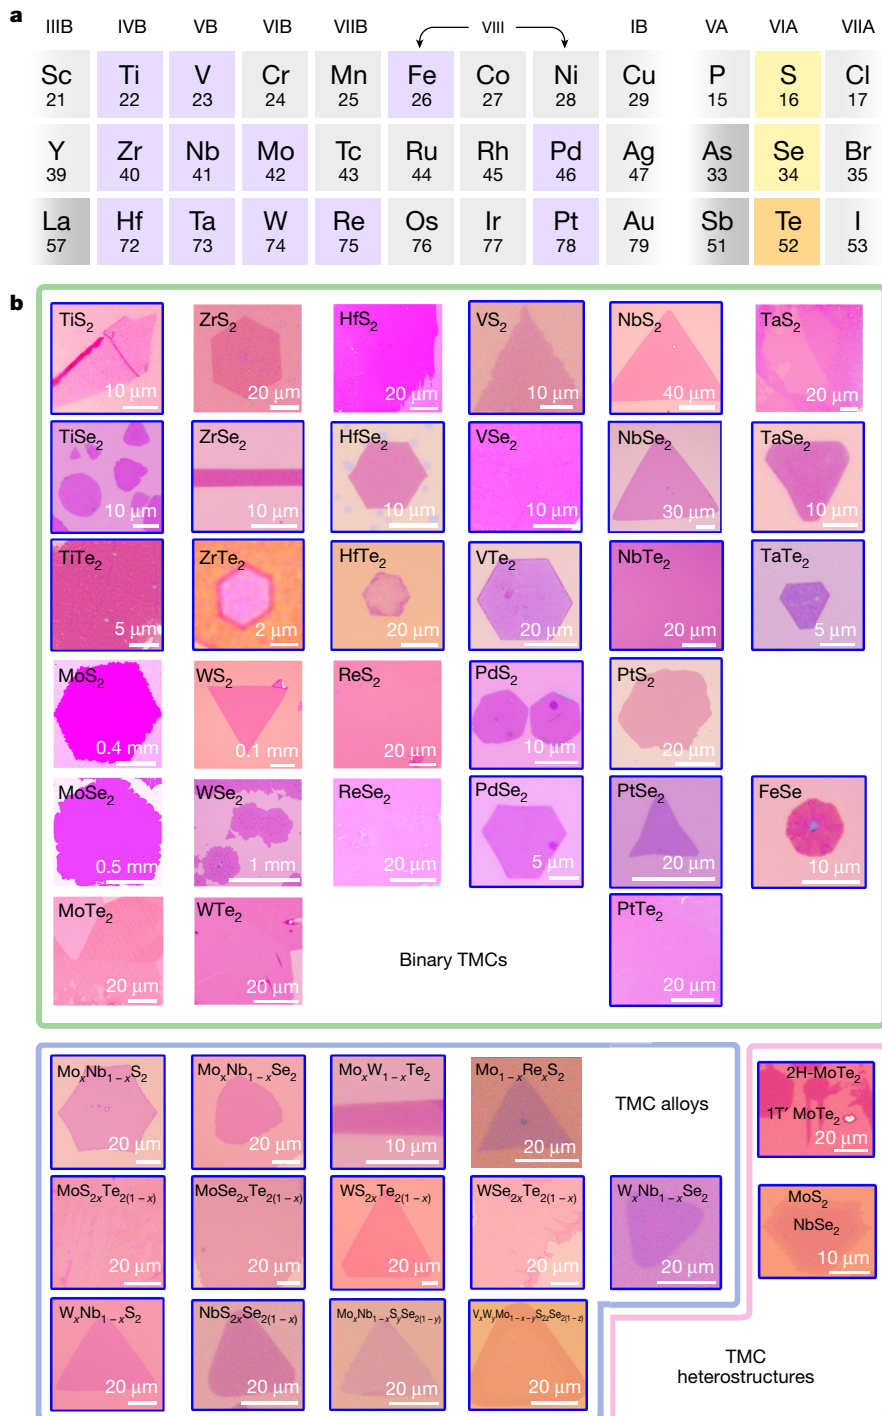 a
IIIB IVB VB VIB VIIB VIII IB VA VIA VIIA
Sc Ti V Cr Mn Fe Co Ni Cu P S Cl
21 22 23 24 25 26 27 28 29 15 16 17
Y Zr Nb Mo Tc Ru Rh Pd Ag As Se Br
39 40 41 42 43 44 45 46 47 33 34 35
La Hf Ta W Re Os Ir Pt Au Sb Te I
57 72 73 74 75 76 77 78 79 51 52 53
b
TiS₂ ZrS₂ HfS₂ VS₂ NbS₂ TaS₂
10 μm 20 μm 20 μm 10 μm 40 μm 20 μm
TiSe₂ ZrSe₂ HfSe₂ VSe₂ NbSe₂ TaSe₂
10 μm 10 μm 10 μm 10 μm 30 μm 10 μm
TiTe₂ ZrTe₂ HfTe₂ VTe₂ NbTe₂ TaTe₂
5 μm 2 μm 20 μm 20 μm 20 μm 5 μm
MoS₂ WS₂ ReS₂ PdS₂ PtS₂
0.4 mm 0.1 mm 20 μm 10 μm 20 μm
MoSe₂ WSe₂ ReSe₂ PdSe₂ PtSe₂ FeSe
0.5 mm 1 mm 20 μm 5 μm 20 μm 10 μm
MoTe₂ WTe₂ PtTe₂
Binary TMCs
20 μm 20 μm 20 μm
MoₓNb₁₋ₓS₂ MoₓNb₁₋ₓSe₂ MoₓW₁₋ₓTe₂ Mo₁₋ₓReₓS₂ TMC alloys 2H-MoTe₂
1T′ MoTe₂
20 μm 20 μm 10 μm 20 μm 20 μm
MoS₂ₓTe₂₍₁₋ₓ₎ MoSe₂ₓTe₂₍₁₋ₓ₎ WS₂ₓTe₂₍₁₋ₓ₎ WSe₂ₓTe₂₍₁₋ₓ₎ WₓNb₁₋ₓSe₂ MoS₂
NbSe₂
20 μm 20 μm 20 μm 20 μm 20 μm 10 μm
WₓNb₁₋ₓS₂ NbS₂ₓSe₂₍₁₋ₓ₎ MoₓNb₁₋ₓS_ySe₂₍₁₋y₎ VₓW_yMo₁₋ₓ₋yS₂zSe₂₍₁₋z₎
20 μm 20 μm 20 μm 20 μm
TMC
heterostructures